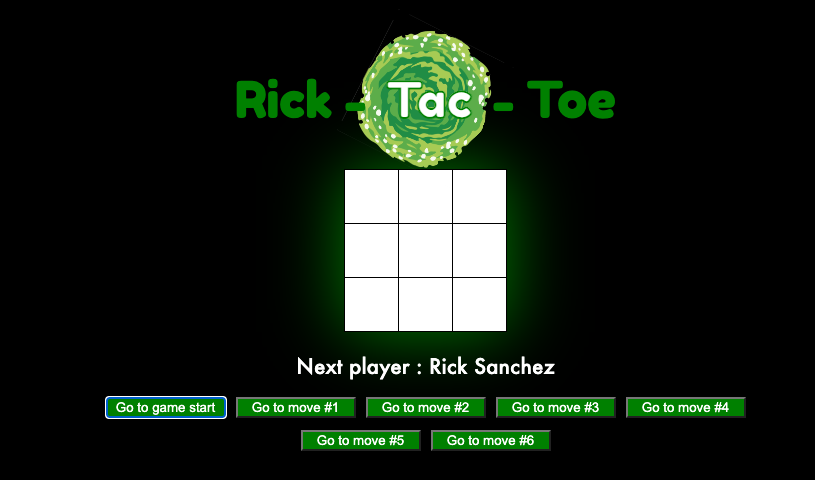 Rick - Tac - Toe
Next player : Rick Sanchez
Go to game start Go to move #1 Go to move #2 Go to move #3 Go to move #4
Go to move #5 Go to move #6